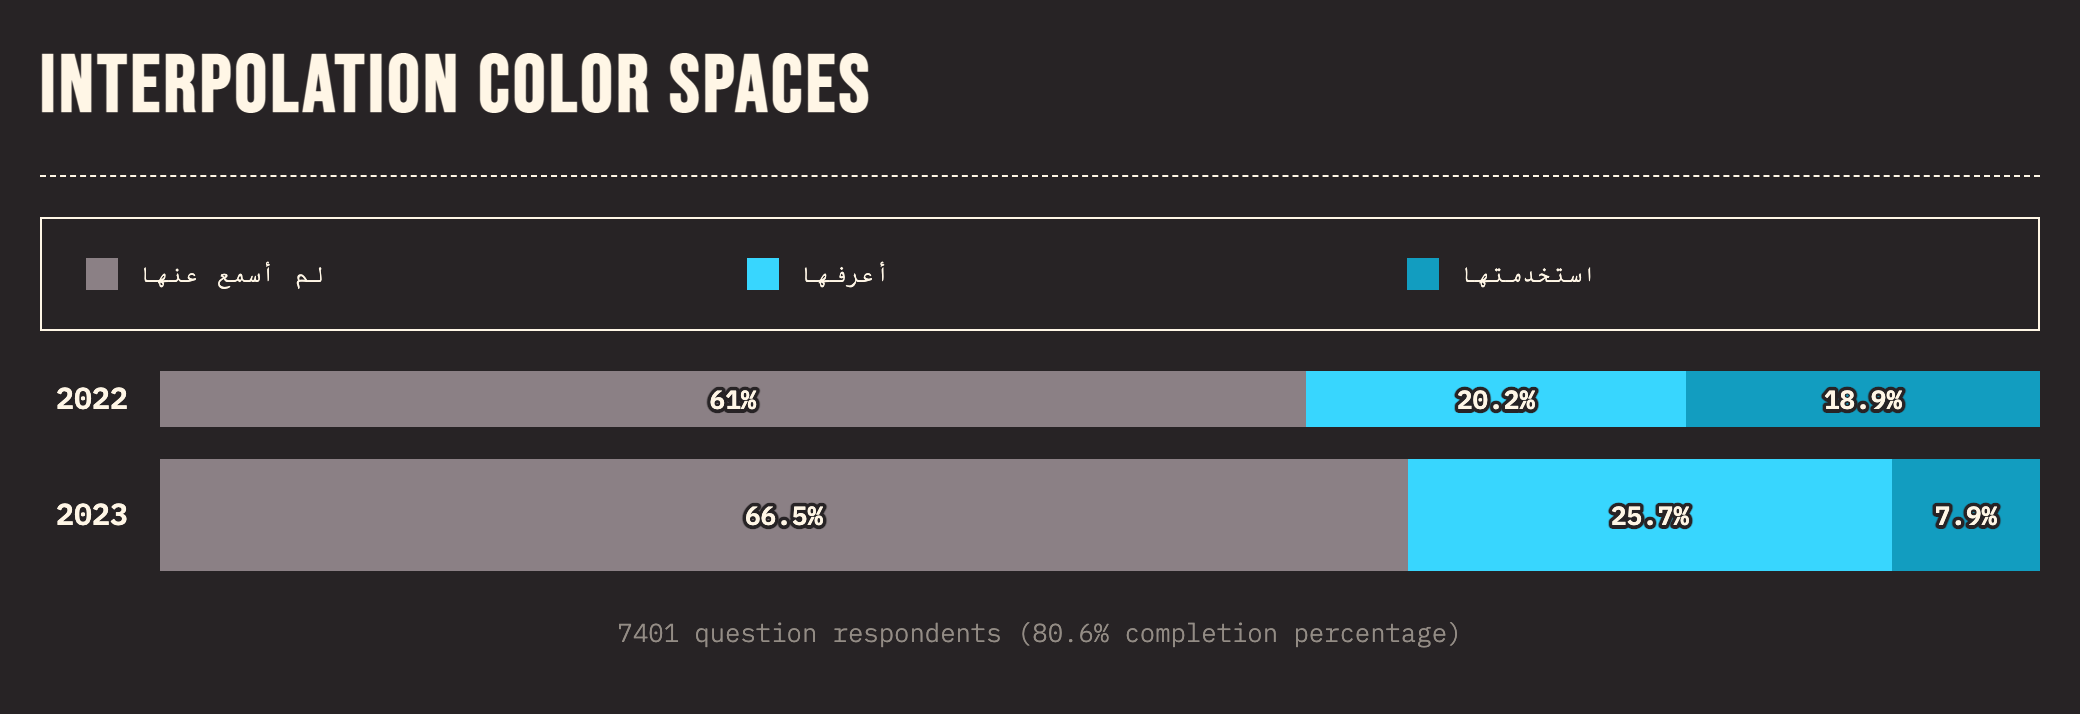 INTERPOLATION COLOR SPACES
لم أسمع عنها
أعرفها
استخدمتها
2022 61% 20.2% 18.9%
2023 66.5% 25.7% 7.9%
7401 question respondents (80.6% completion percentage)